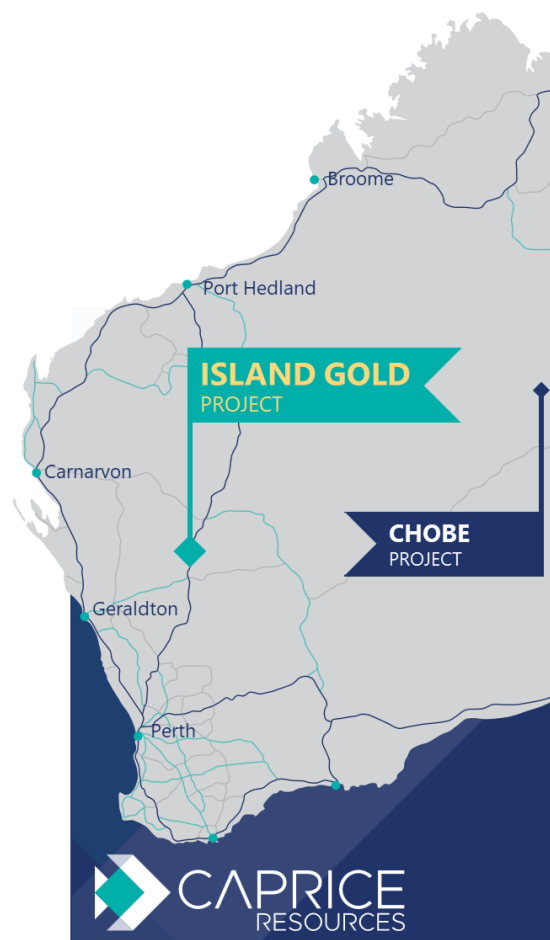 Broome
Port Hedland
ISLAND GOLD
PROJECT
Carnarvon
CHOBE
PROJECT
Geraldton
Perth
CAPRICE
RESOURCES